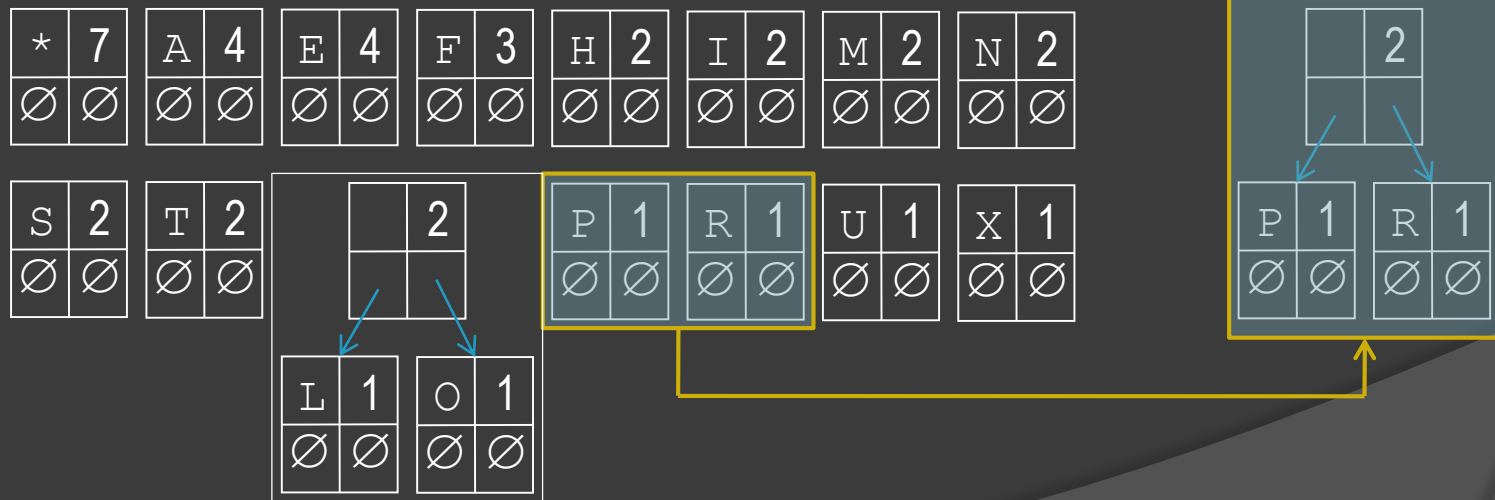 * 7 A 4 E 4 F 3 H 2 I 2 M 2 N 2 2
∅ ∅ ∅ ∅ ∅ ∅ ∅ ∅ ∅ ∅ ∅ ∅ ∅ ∅ ∅ ∅
S 2 T 2 2 P 1 R 1 U 1 X 1 P 1 R 1
∅ ∅ ∅ ∅ ∅ ∅ ∅ ∅ ∅ ∅ ∅ ∅ ∅ ∅ ∅ ∅
L 1 O 1
∅ ∅ ∅ ∅